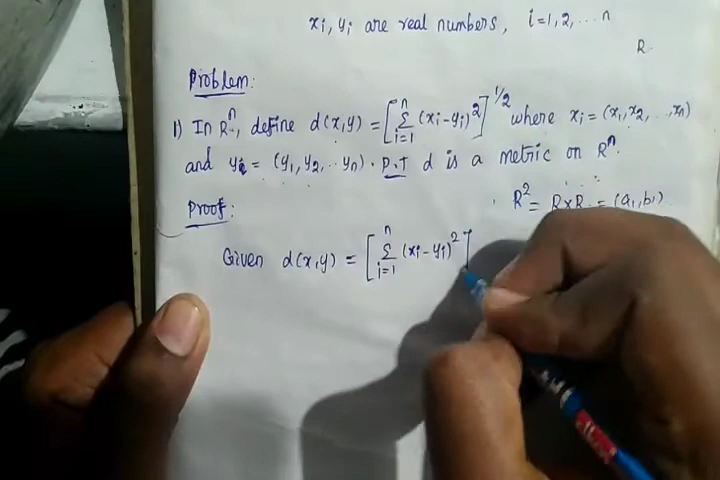 xi, yi are real numbers, i=1,2,...n
R
Problem:
1) In Rⁿ, define d(x,y) = [Σ_{i=1}^{n} (xi-yi)²]^{1/2} where xi = (x1, x2, ..., xn)
and yi = (y1, y2, .. yn). P.T d is a metric on Rⁿ.
Proof:
R² = R×R = (a1, b1)
Given d(x,y) = [Σ_{i=1}^{n} (xi-yi)²]